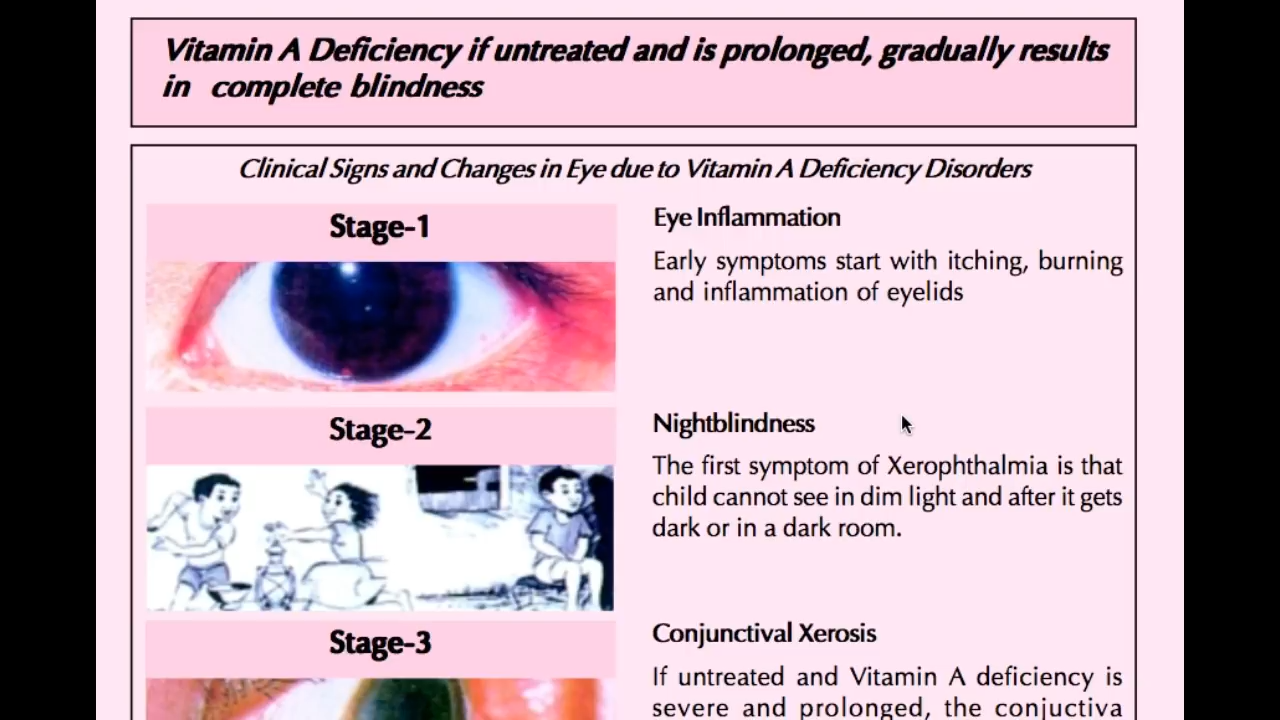 Vitamin A Deficiency if untreated and is prolonged, gradually results
in complete blindness
Clinical Signs and Changes in Eye due to Vitamin A Deficiency Disorders
Stage-1
Eye Inflammation
Early symptoms start with itching, burning
and inflammation of eyelids
Stage-2
Nightblindness
The first symptom of Xerophthalmia is that
child cannot see in dim light and after it gets
dark or in a dark room.
Stage-3
Conjunctival Xerosis
If untreated and Vitamin A deficiency is
severe and prolonged, the conjuctiva